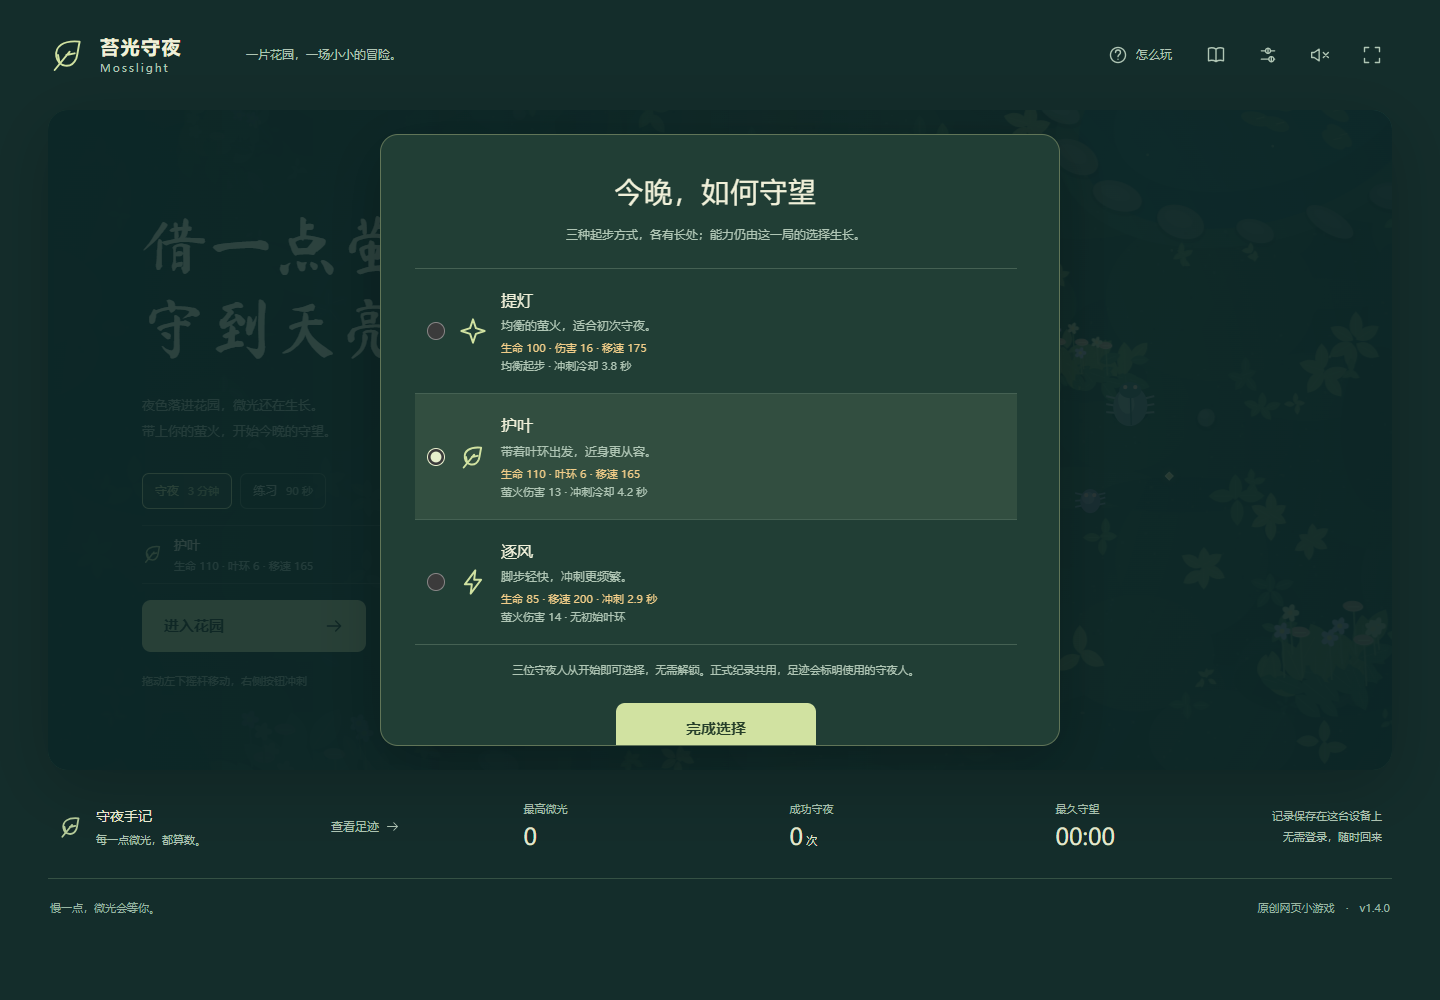 苔光守夜
Mosslight
一片花园，一场小小的冒险。
怎么玩
借一点萤
守到天亮
夜色落进花园，微光还在生长。
带上你的萤火，开始今晚的守望。
守夜 3 分钟
练习 90 秒
护叶
生命 110 · 叶环 6 · 移速 165
进入花园
拖动左下摇杆移动，右侧按钮冲刺
今晚，如何守望
三种起步方式，各有长处；能力仍由这一局的选择生长。
提灯
均衡的萤火，适合初次守夜。
生命 100 · 伤害 16 · 移速 175
均衡起步 · 冲刺冷却 3.8 秒
护叶
带着叶环出发，近身更从容。
生命 110 · 叶环 6 · 移速 165
萤火伤害 13 · 冲刺冷却 4.2 秒
逐风
脚步轻快，冲刺更频繁。
生命 85 · 移速 200 · 冲刺 2.9 秒
萤火伤害 14 · 无初始叶环
三位守夜人从开始即可选择，无需解锁。正式纪录共用，足迹会标明使用的守夜人。
完成选择
守夜手记
每一点微光，都算数。
查看足迹
最高微光
0
成功守夜
0 次
最久守望
00:00
记录保存在这台设备上
无需登录，随时回来
慢一点，微光会等你。
原创网页小游戏 · v1.4.0